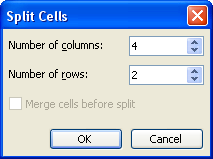 Split Cells
Number of columns: 4
Number of rows: 2
Merge cells before split
OK Cancel